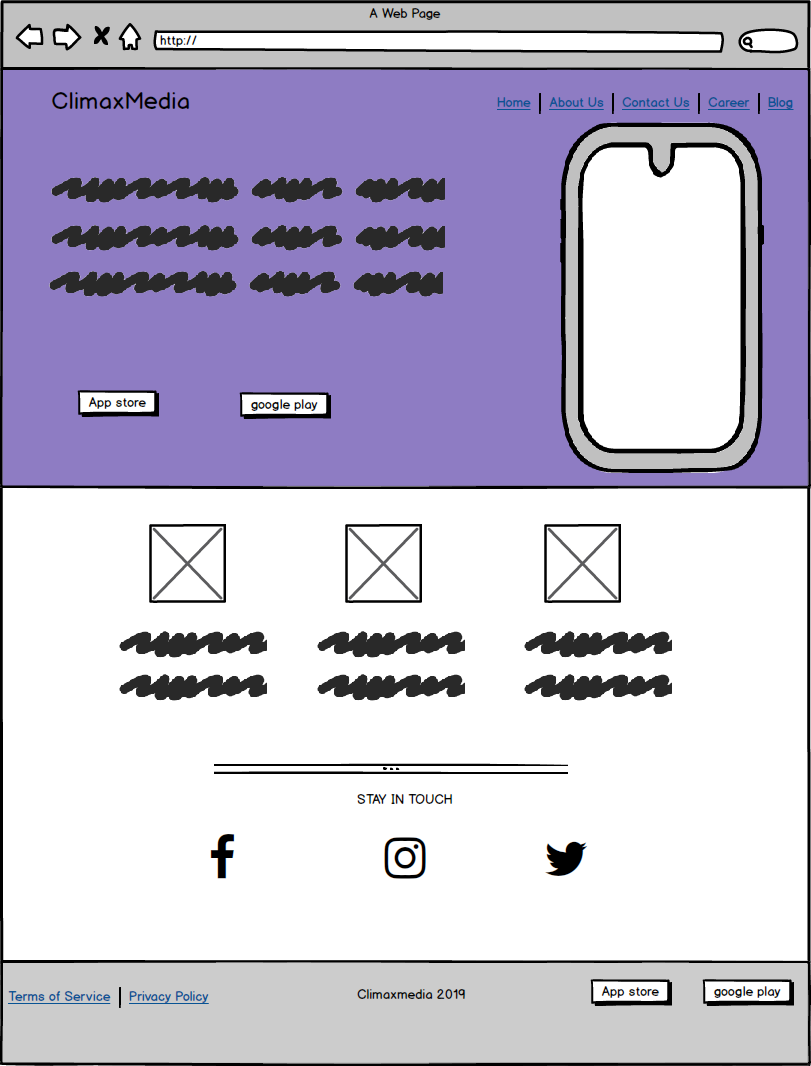 A Web Page
http://
ClimaxMedia
Home About Us Contact Us Career Blog
App store google play
STAY IN TOUCH
Terms of Service Privacy Policy Climaxmedia 2019 App store google play